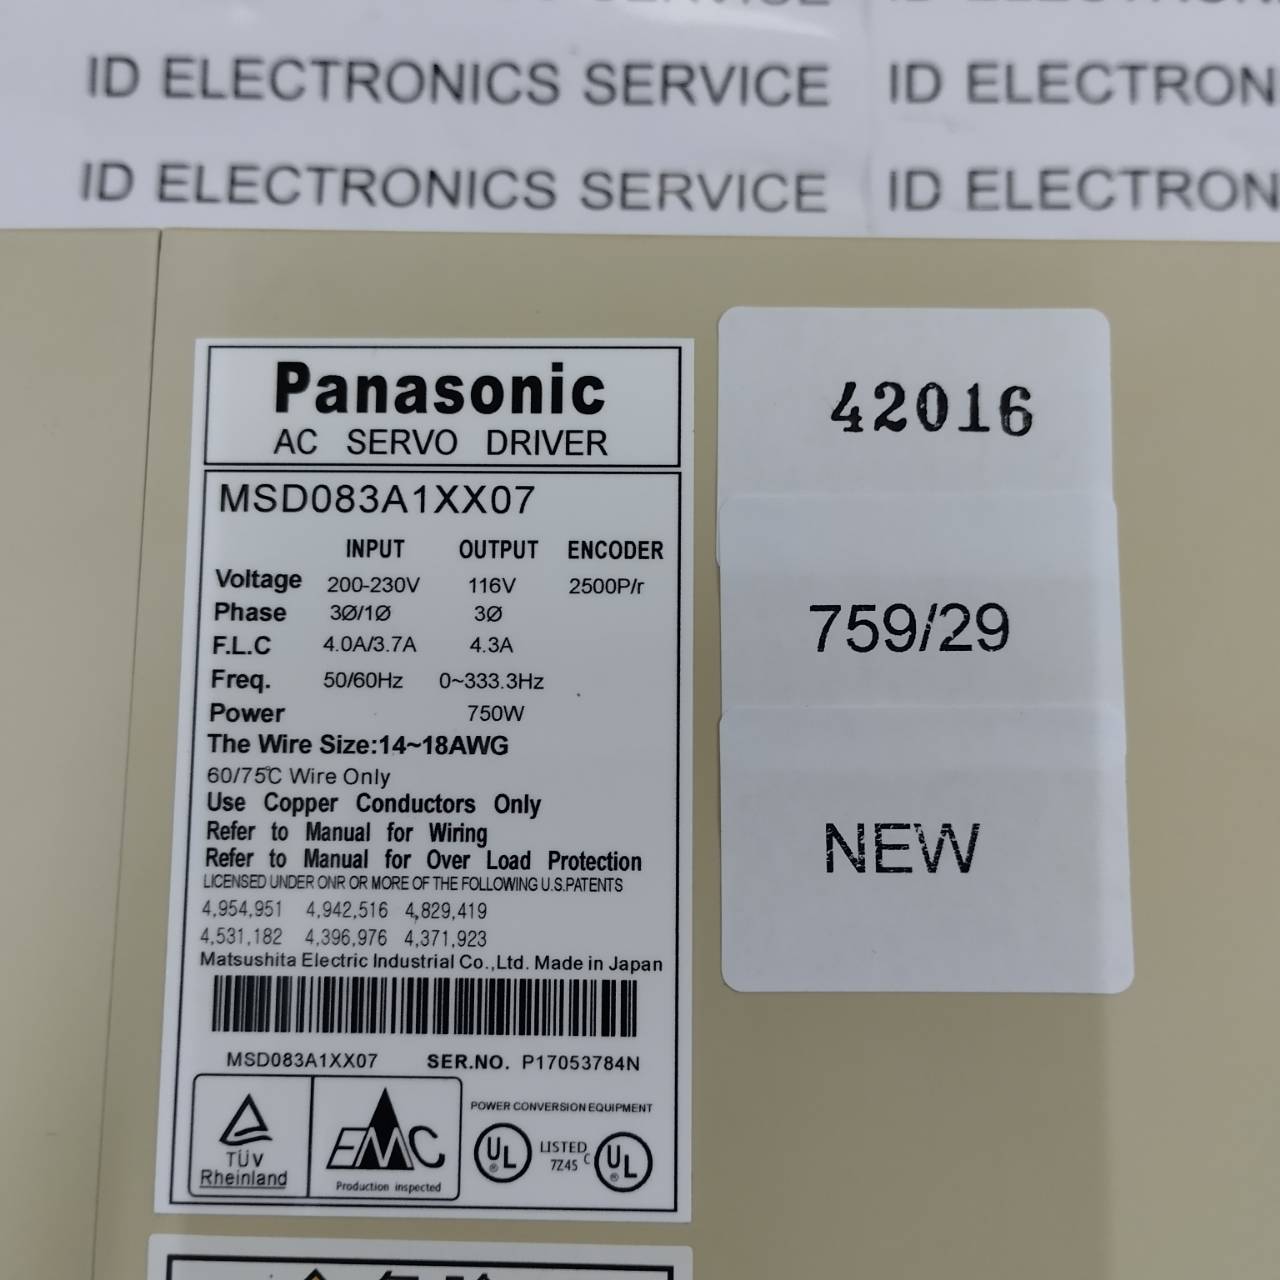 ID ELECTRONICS SERVICE ID ELECTRON
ID ELECTRONICS SERVICE ID ELECTRON
Panasonic
AC SERVO DRIVER
MSD083A1XX07
INPUT OUTPUT ENCODER
Voltage 200-230V 116V 2500P/r
Phase 3Ø/1Ø 3Ø
F.L.C 4.0A/3.7A 4.3A
Freq. 50/60Hz 0~333.3Hz
Power 750W
The Wire Size:14~18AWG
60/75℃ Wire Only
Use Copper Conductors Only
Refer to Manual for Wiring
Refer to Manual for Over Load Protection
LICENSED UNDER ONR OR MORE OF THE FOLLOWING U.S.PATENTS
4,954,951 4,942,516 4,829,419
4,531,182 4,396,976 4,371,923
Matsushita Electric Industrial Co.,Ltd. Made in Japan
MSD083A1XX07 SER.NO. P17053784N
TÜV
Rheinland
EMC
Production inspected
POWER CONVERSION EQUIPMENT
UL ® LISTED 7Z45 C UL ®
42016
759/29
NEW